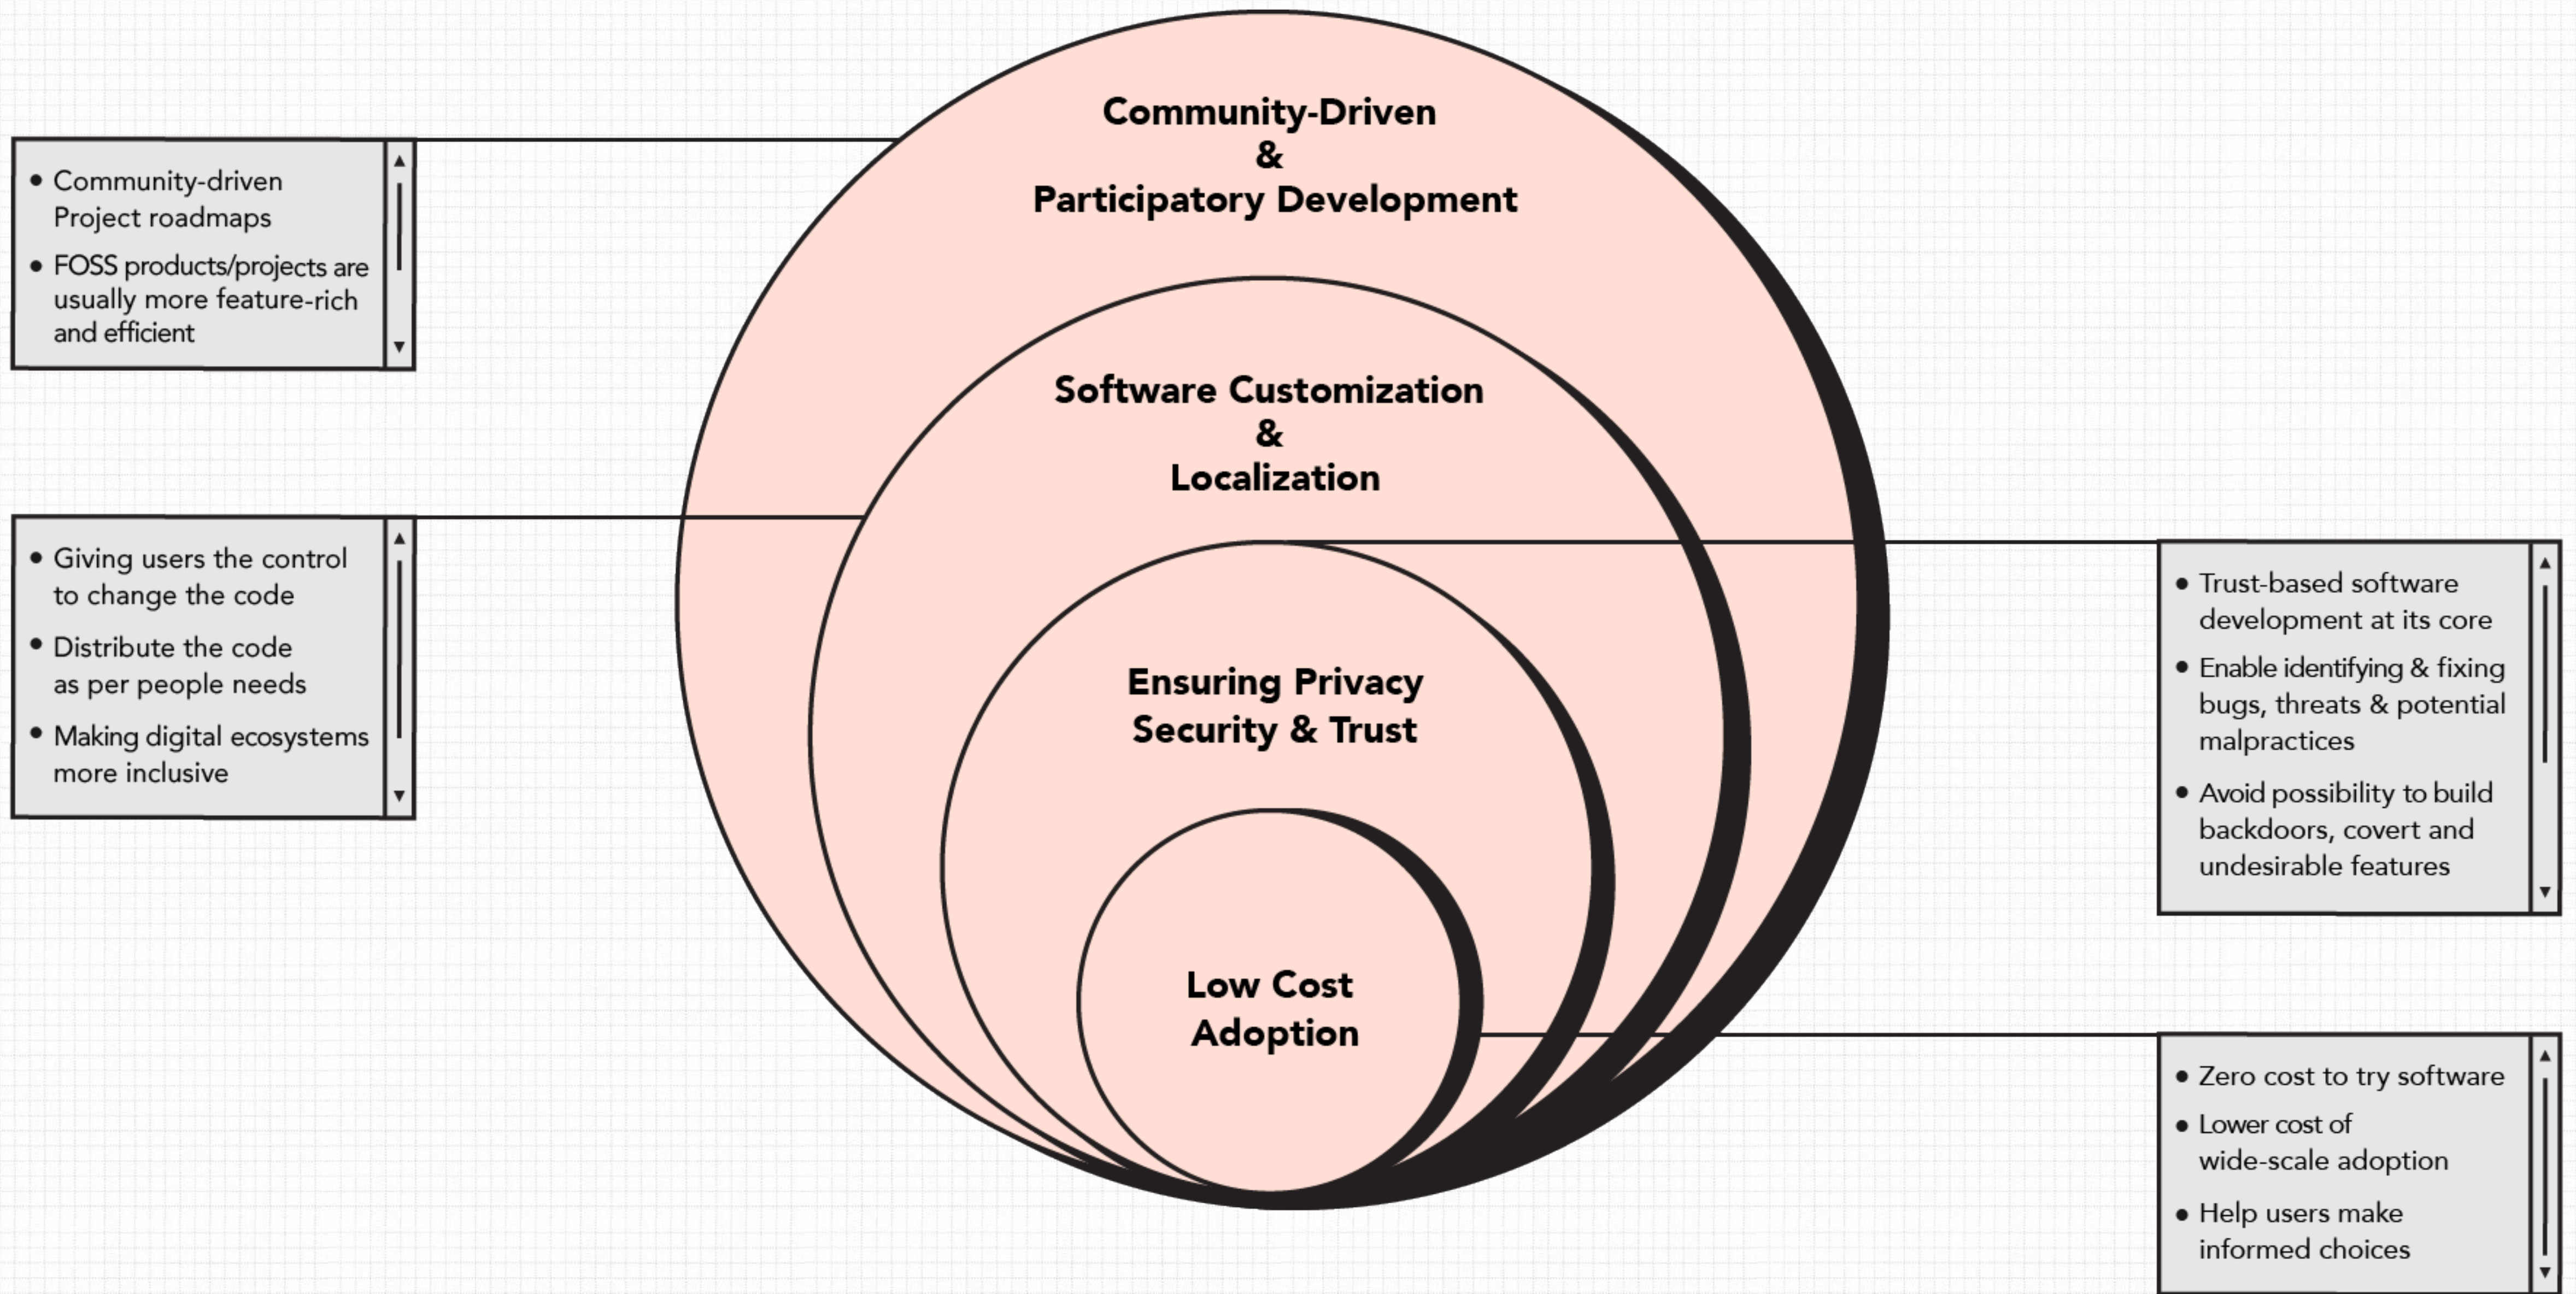 Community-Driven
&
Participatory Development
• Community-driven
Project roadmaps
• FOSS products/projects are
usually more feature-rich
and efficient
Software Customization
&
Localization
• Giving users the control
to change the code
• Distribute the code
as per people needs
• Making digital ecosystems
more inclusive
Ensuring Privacy
Security & Trust
• Trust-based software
development at its core
• Enable identifying & fixing
bugs, threats & potential
malpractices
• Avoid possibility to build
backdoors, covert and
undesirable features
Low Cost
Adoption
• Zero cost to try software
• Lower cost of
wide-scale adoption
• Help users make
informed choices